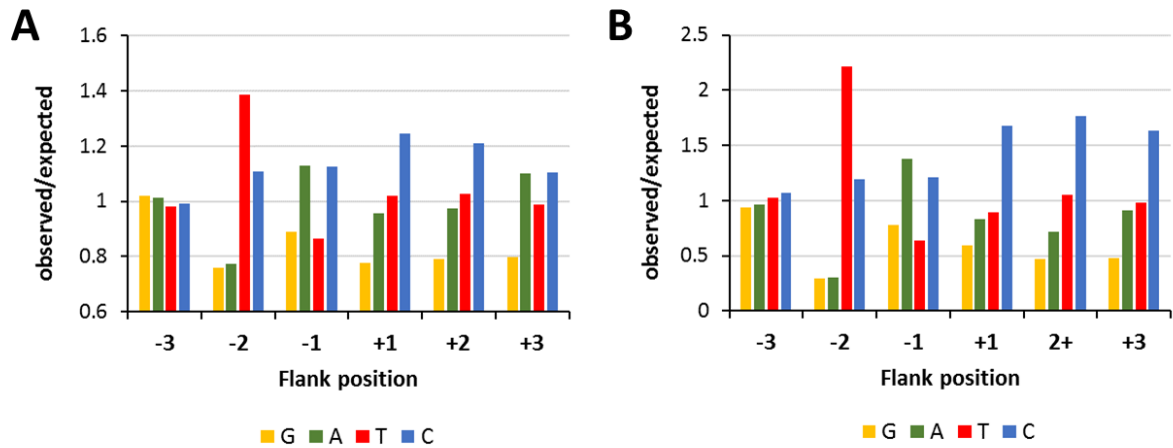 A
observed/expected
1.6
1.4
1.2
1
0.8
0.6
-3 -2 -1 +1 +2 +3
Flank position
G A T C
B
observed/expected
2.5
2
1.5
1
0.5
0
-3 -2 -1 +1 2+ +3
Flank position
G A T C